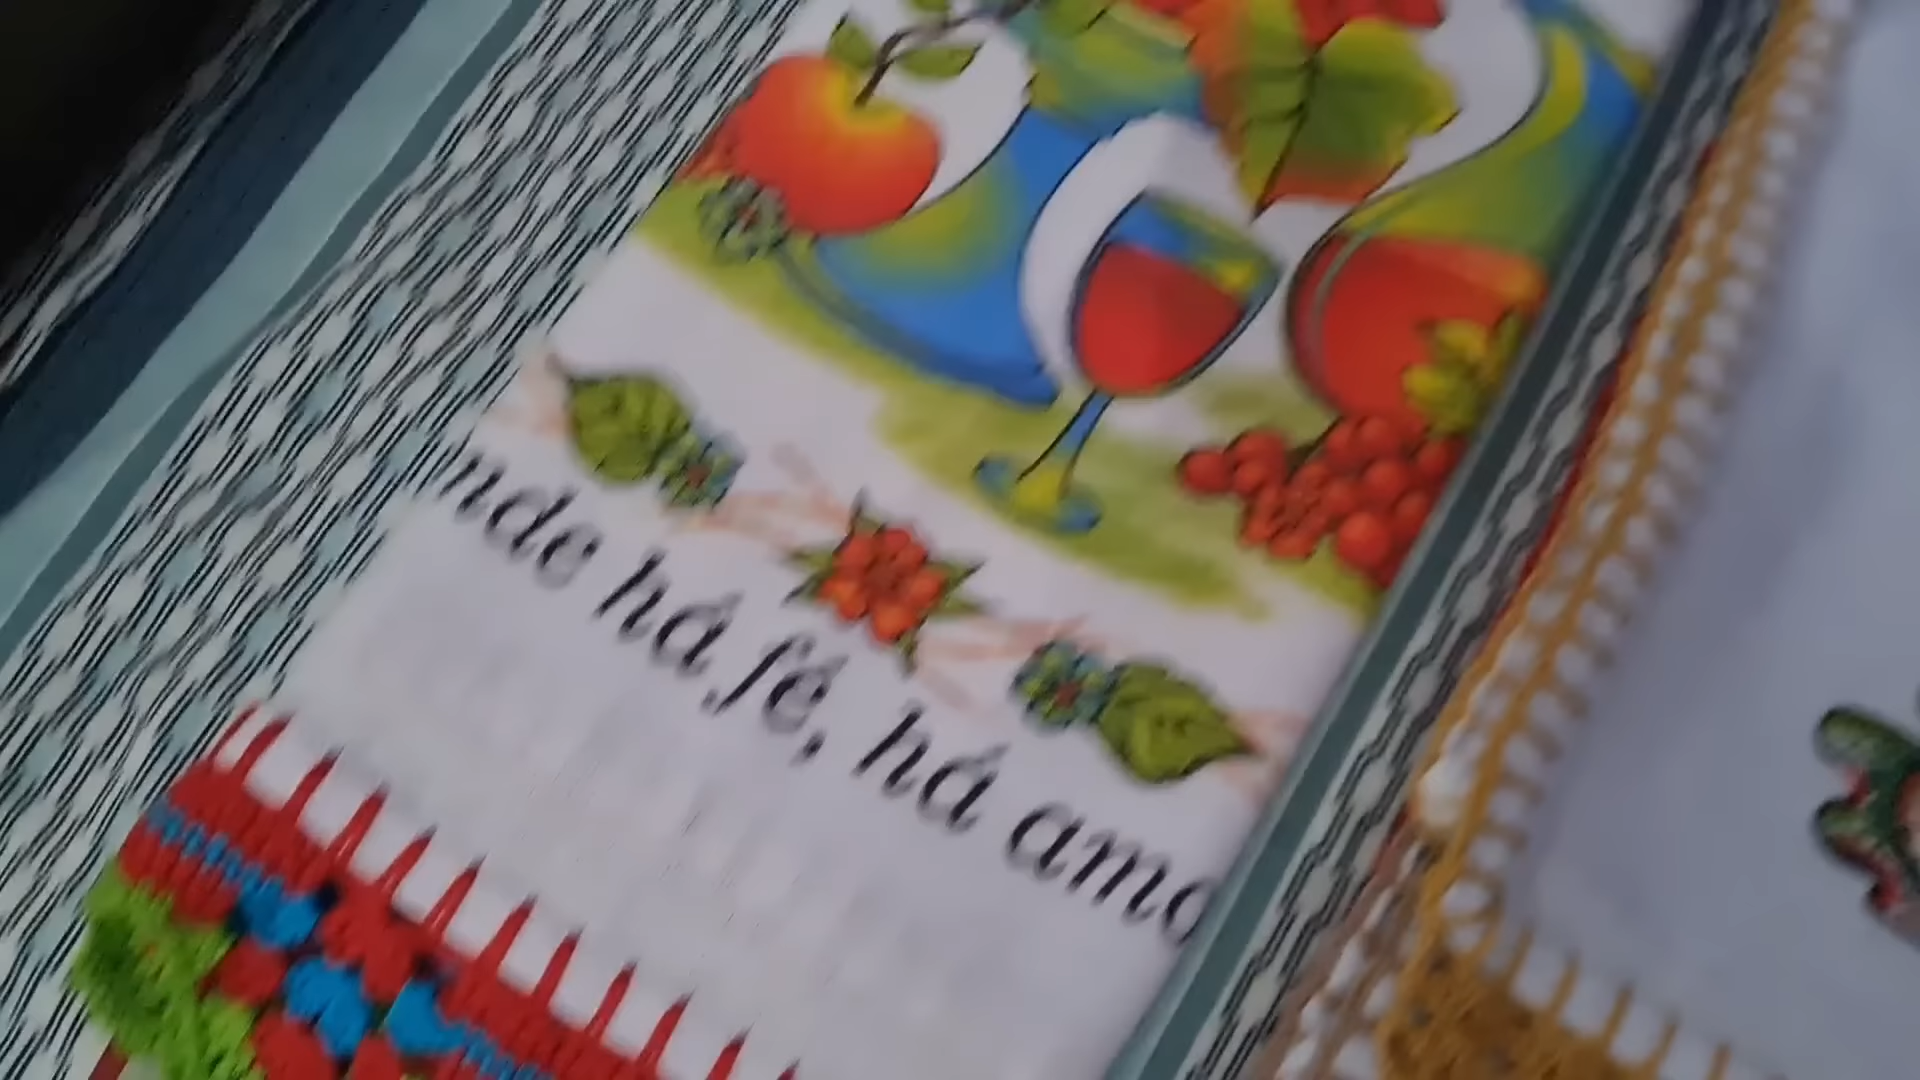 nde há fé, há amo